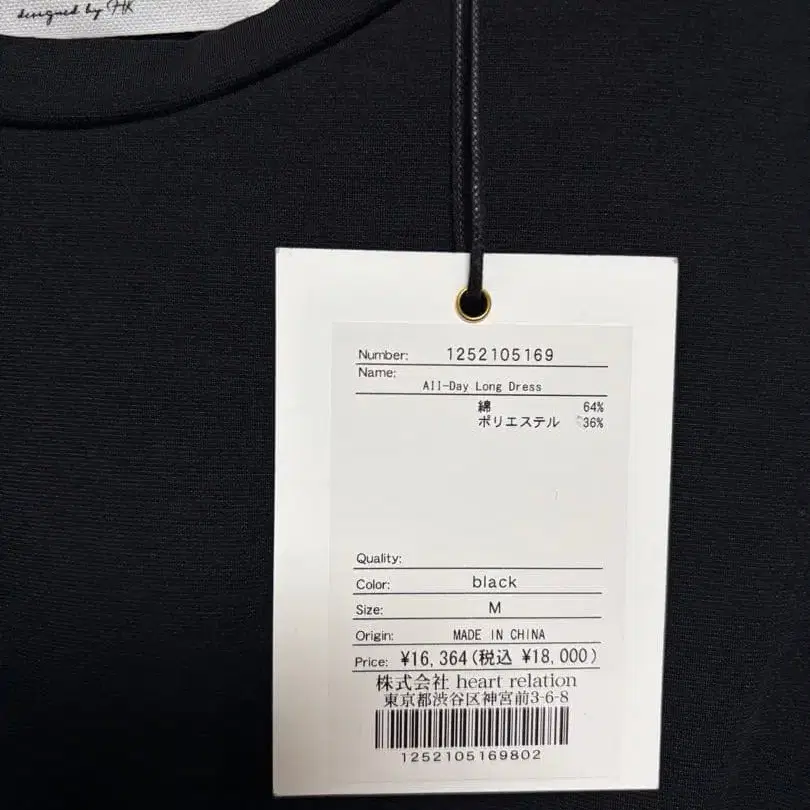 designed by HK
Number: 1252105169
Name:
All-Day Long Dress
綿 64%
ポリエステル 36%
Quality:
Color: black
Size: M
Origin: MADE IN CHINA
Price: ¥16,364(税込 ¥18,000)
株式会社 heart relation
東京都渋谷区神宮前3-6-8
1252105169802